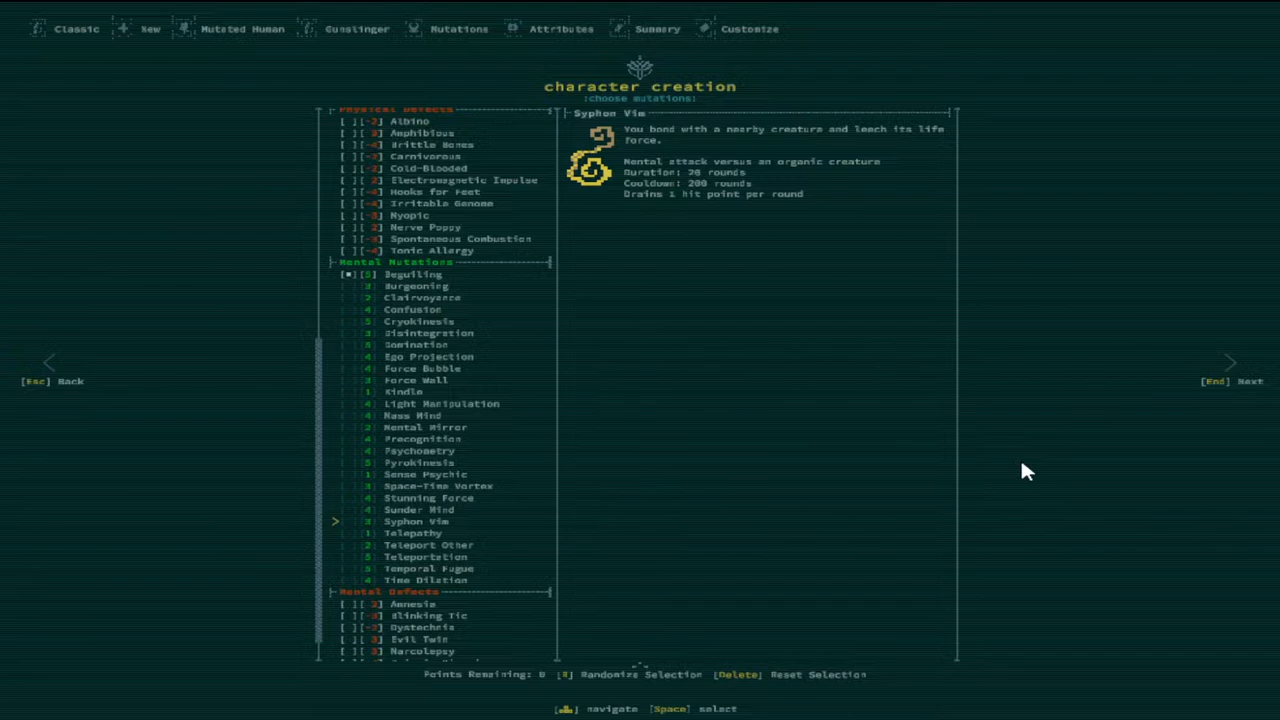 Classic New Mutated Human Gunslinger Mutations Attributes Summary Customize
character creation
:choose mutations:
Physical Defects
[ ][-2] Albino
[ ][ 3] Amphibious
[ ][-4] Brittle Bones
[ ][-2] Carnivorous
[ ][-2] Cold-Blooded
[ ][ 2] Electromagnetic Impulse
[ ][-4] Hooks for Feet
[ ][-4] Irritable Genome
[ ][-3] Myopic
[ ][ 2] Nerve Poppy
[ ][-3] Spontaneous Combustion
[ ][-4] Tonic Allergy
Mental Mutations
[■][5] Beguiling
3 Burgeoning
2 Clairvoyance
4 Confusion
5 Cryokinesis
3 Disintegration
5 Domination
4 Ego Projection
4 Force Bubble
3 Force Wall
1 Kindle
4 Light Manipulation
4 Mass Mind
2 Mental Mirror
4 Precognition
4 Psychometry
5 Pyrokinesis
1 Sense Psychic
3 Space-Time Vortex
4 Stunning Force
4 Sunder Mind
> 3 Syphon Vim
1 Telepathy
2 Teleport Other
5 Teleportation
5 Temporal Fugue
4 Time Dilation
Mental Defects
[ ][ 2] Amnesia
[ ][-3] Blinking Tic
[ ][-2] Dystechnia
[ ][ 3] Evil Twin
[ ][ 3] Narcolepsy
Syphon Vim
You bond with a nearby creature and leech its life
force.
Mental attack versus an organic creature
Duration: 20 rounds
Cooldown: 200 rounds
Drains 1 hit point per round
[Esc] Back
[End] Next
Points Remaining: 0 [R] Randomize Selection [Delete] Reset Selection
navigate [Space] select